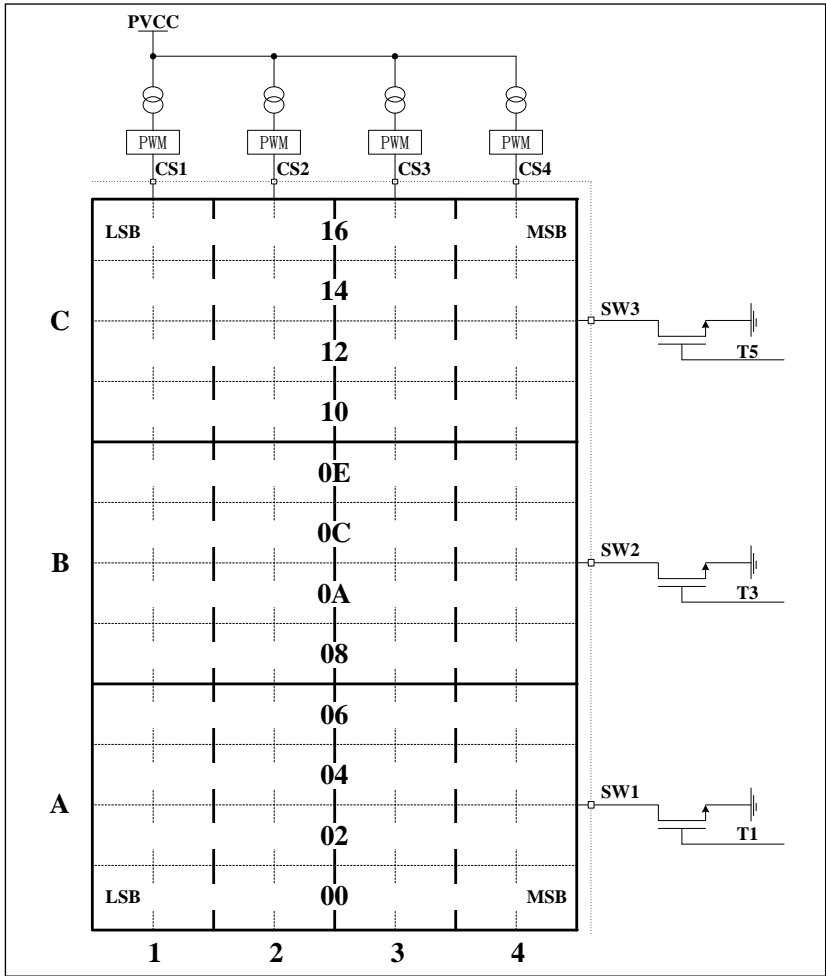 PVCC
PWM PWM PWM PWM
CS1 CS2 CS3 CS4
LSB 16 MSB
14
C SW3
12 T5
10
0E
0C
B SW2
0A T3
08
06
04
A SW1
02 T1
LSB 00 MSB
1 2 3 4